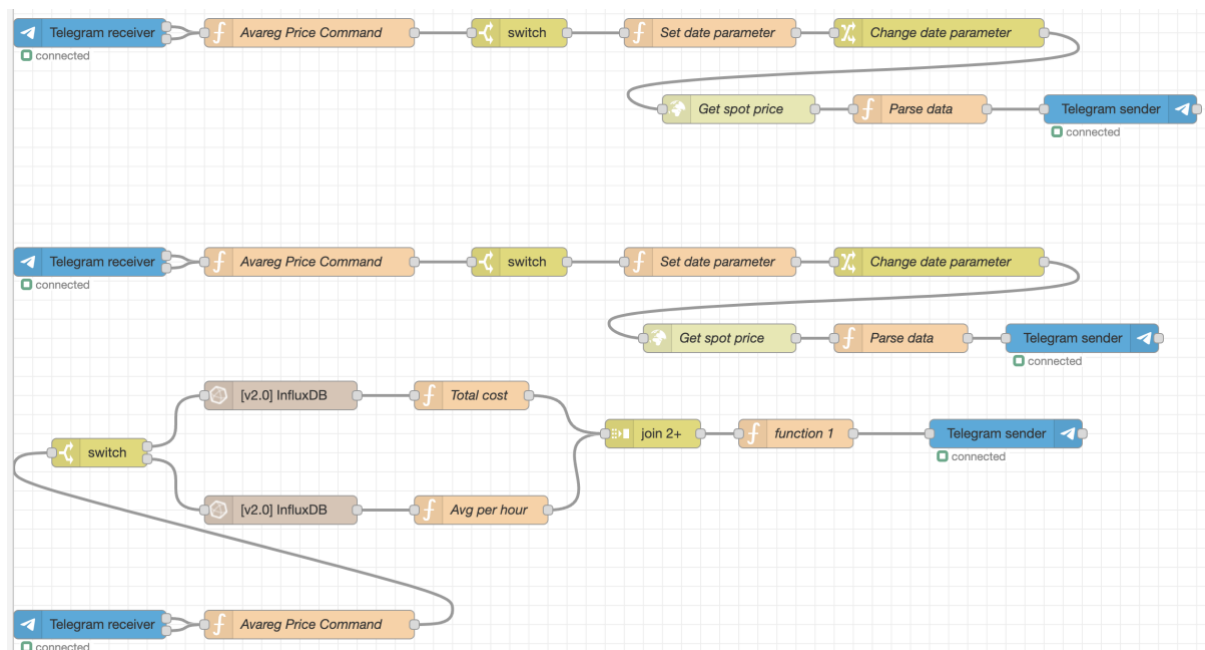 Telegram receiver
Avareg Price Command
switch
Set date parameter
Change date parameter
connected
Get spot price
Parse data
Telegram sender
connected
Telegram receiver
Avareg Price Command
switch
Set date parameter
Change date parameter
connected
Get spot price
Parse data
Telegram sender
connected
[v2.0] InfluxDB
Total cost
join 2+
function 1
Telegram sender
switch
connected
[v2.0] InfluxDB
Avg per hour
Telegram receiver
Avareg Price Command
connected